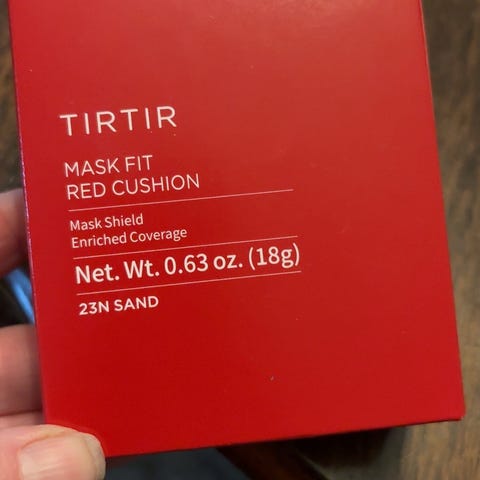 TIRTIR
MASK FIT
RED CUSHION
Mask Shield
Enriched Coverage
Net. Wt. 0.63 oz. (18g)
23N SAND